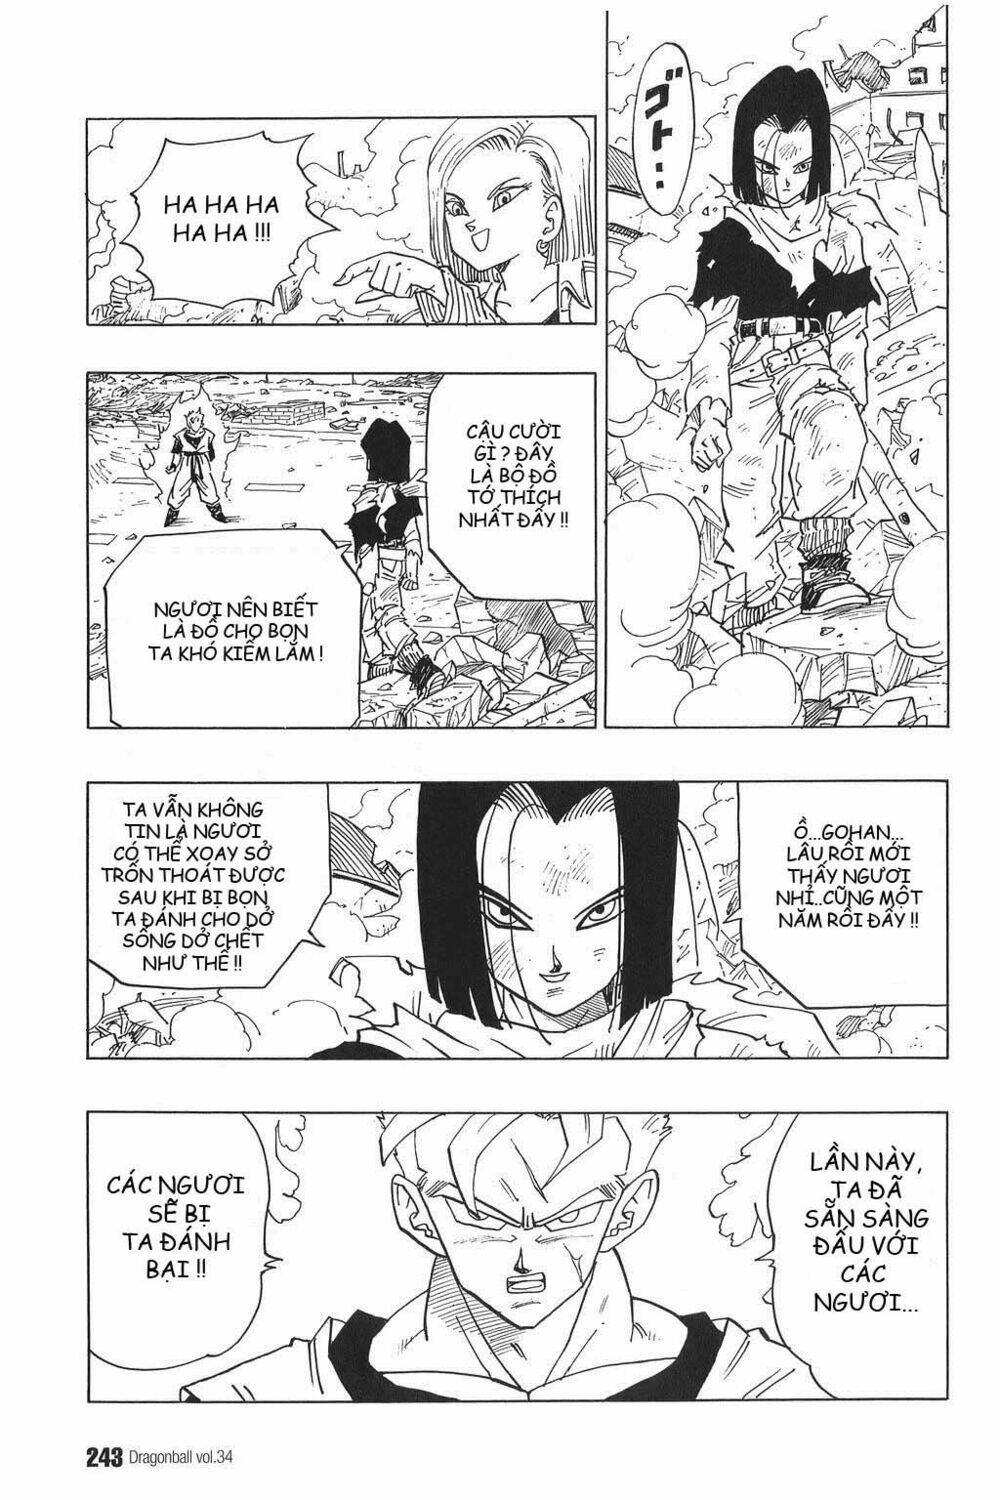 ゴトッ‥
HA HA HA
HA HA !!!
CẬU CƯỜI
GÌ ? ĐÂY
LÀ BỘ ĐỒ
TỚ THÍCH
NHẤT ĐẤY !!
NGƯƠI NÊN BIẾT
LÀ ĐỒ CHO BỌN
TA KHÓ KIẾM LẮM !
Ồ...GOHAN...
LÂU RỒI MỚI
THẤY NGƯƠI
NHỈ..CŨNG MỘT
NĂM RỒI ĐẤY !!
TA VẪN KHÔNG
TIN LÀ NGƯƠI
CÓ THỂ XOAY SỞ
TRỐN THOÁT ĐƯỢC
SAU KHI BỊ BỌN
TA ĐÁNH CHO DỞ
SỐNG DỞ CHẾT
NHƯ THẾ !!
LẦN NÀY,
TA ĐÃ
SẴN SÀNG
ĐẤU VỚI
CÁC
NGƯƠI...
CÁC NGƯƠI
SẼ BỊ
TA ĐÁNH
BẠI !!
243 Dragonball vol.34